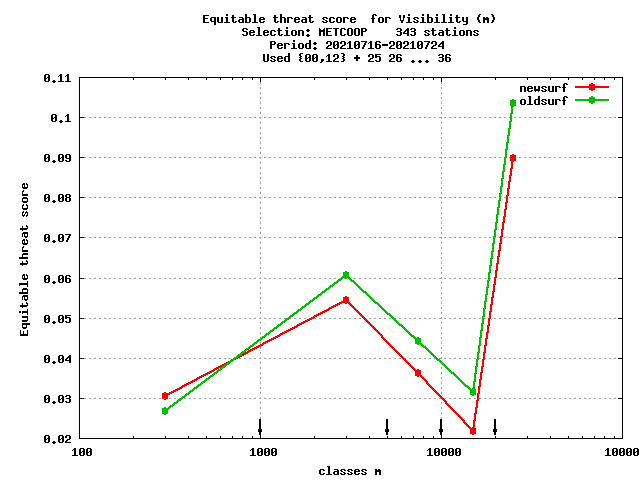 Equitable threat score  for Visibility (m)
Selection: METCOOP    343 stations
Period: 20210716-20210724
Used {00,12} + 25 26 ... 36
newsurf
oldsurf
0.11
0.1
0.09
0.08
0.07
0.06
0.05
0.04
0.03
0.02
Equitable threat score
100
1000
10000
10000
classes m